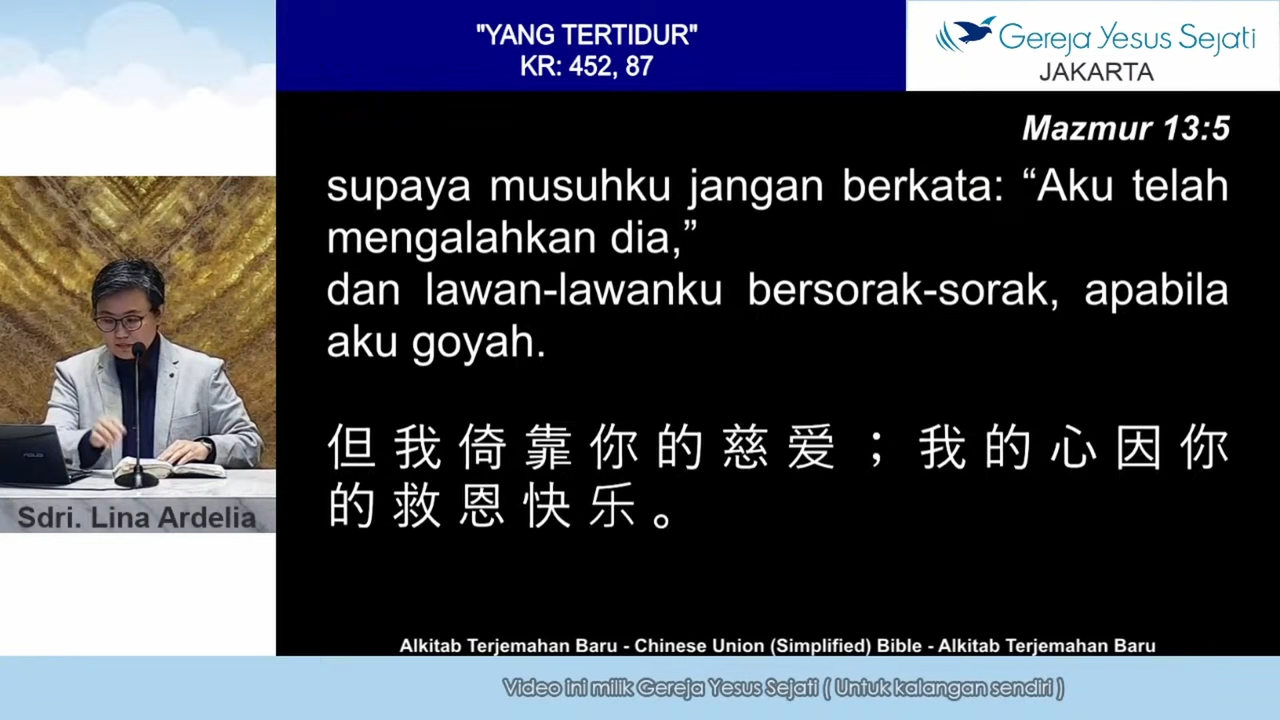 "YANG TERTIDUR"
KR: 452, 87
Gereja Yesus Sejati
JAKARTA
Mazmur 13:5
supaya musuhku jangan berkata: “Aku telah
mengalahkan dia,”
dan lawan-lawanku bersorak-sorak, apabila
aku goyah.
但我倚靠你的慈爱；我的心因你
的救恩快乐。
ASUS
Sdri. Lina Ardelia
Alkitab Terjemahan Baru - Chinese Union (Simplified) Bible - Alkitab Terjemahan Baru
Video ini milik Gereja Yesus Sejati ( Untuk kalangan sendiri )